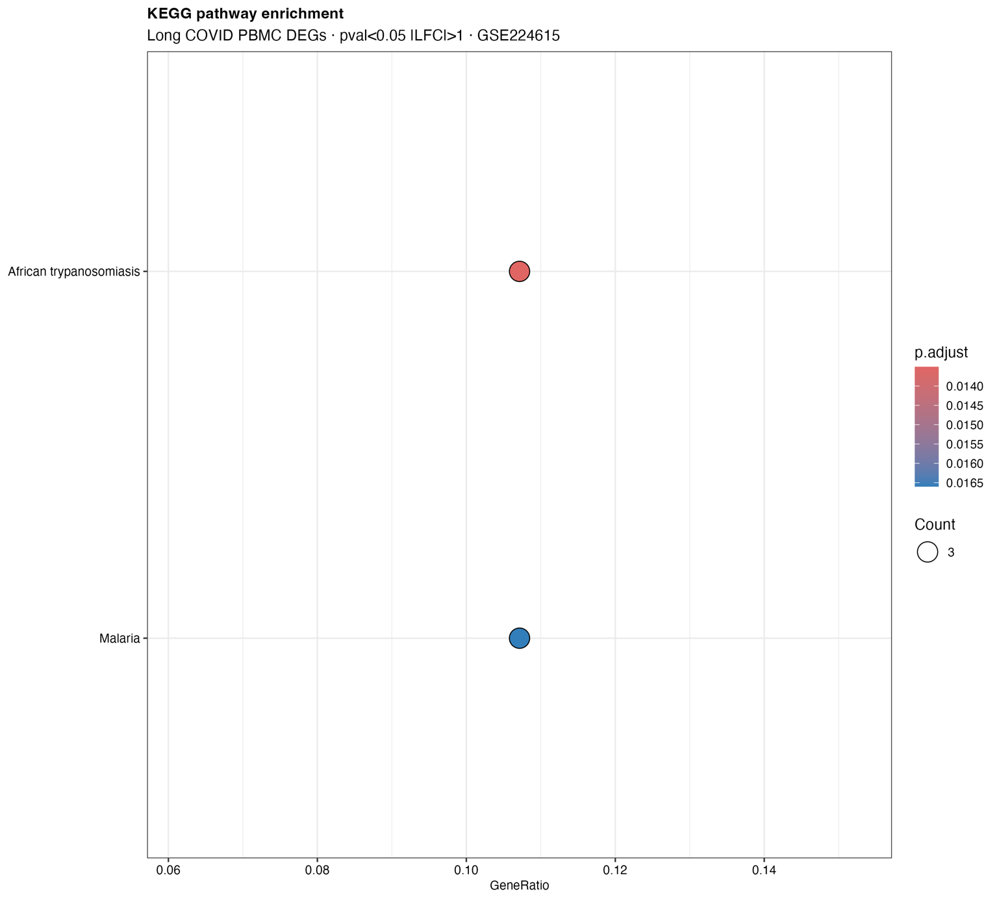 KEGG pathway enrichment
Long COVID PBMC DEGs · pval<0.05 |LFC|>1 · GSE224615
African trypanosomiasis
Malaria
0.06 0.08 0.10 0.12 0.14
GeneRatio
p.adjust
0.0140
0.0145
0.0150
0.0155
0.0160
0.0165
Count
3